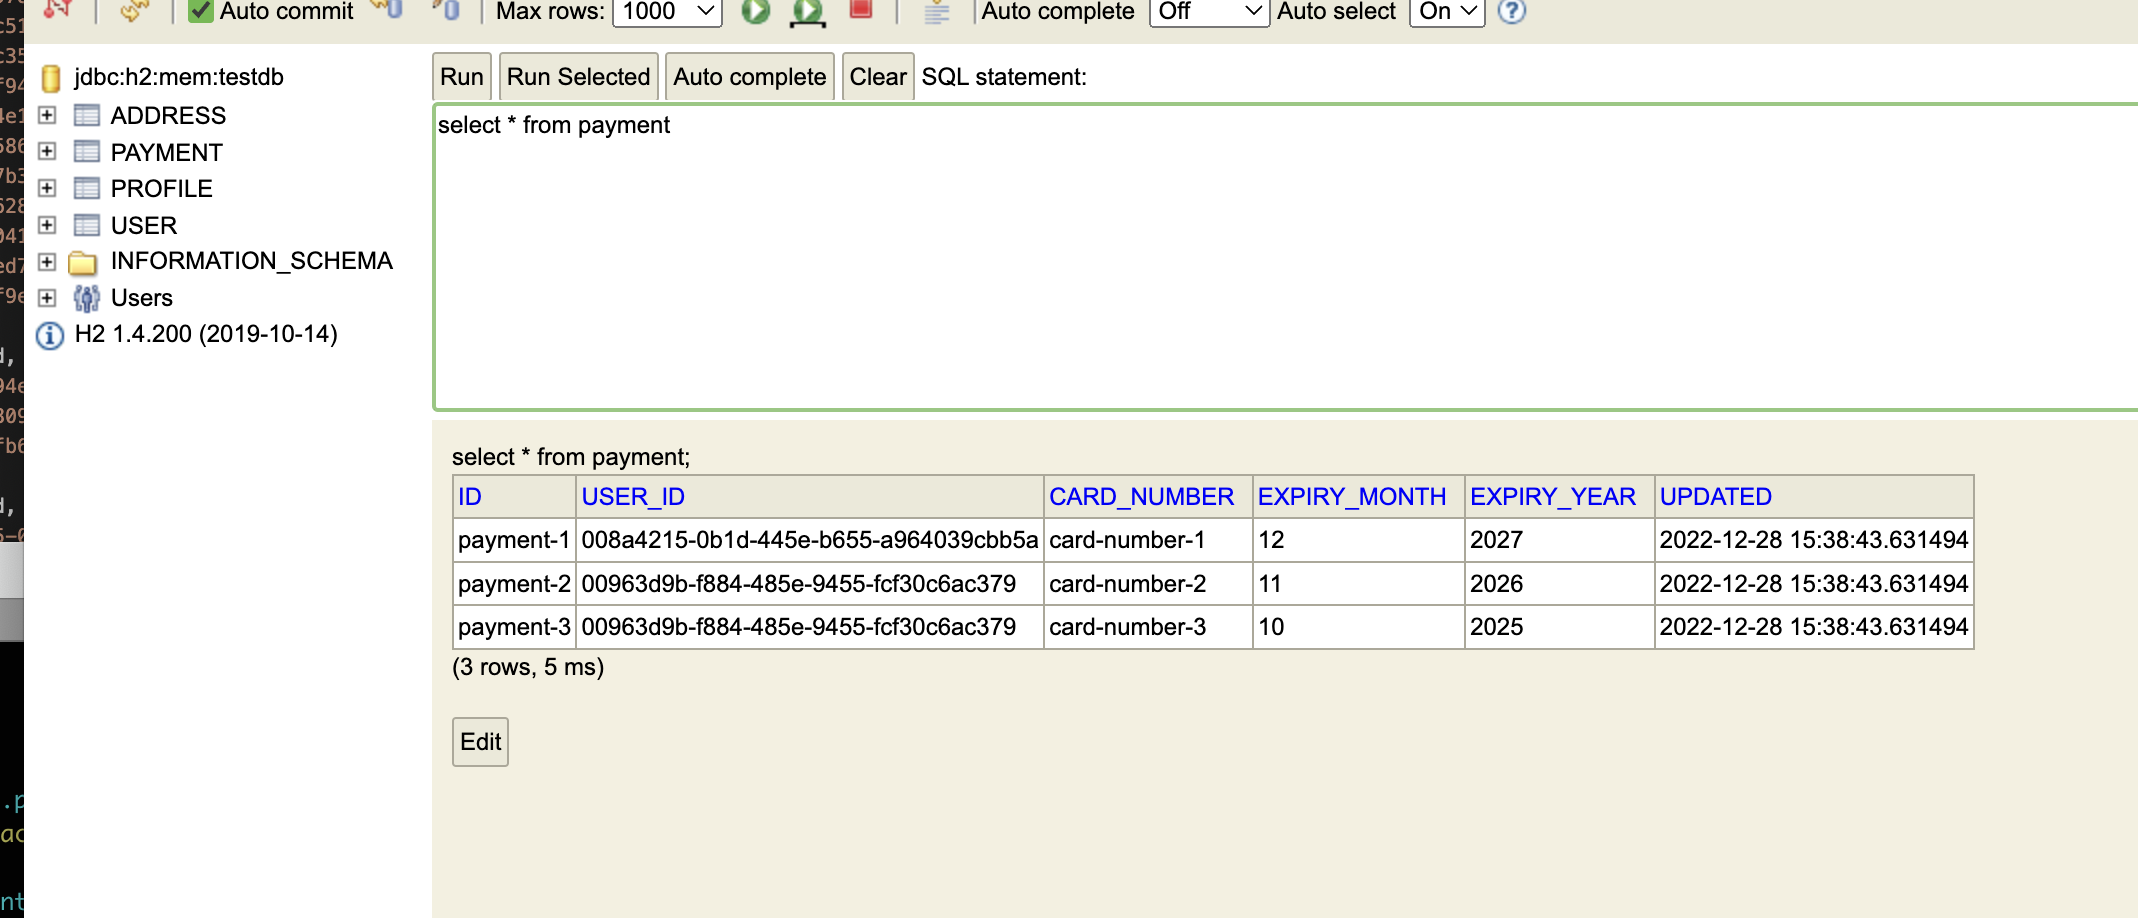 Auto commit Max rows: 1000 Auto complete Off Auto select On ?
jdbc:h2:mem:testdb
ADDRESS
PAYMENT
PROFILE
USER
INFORMATION_SCHEMA
Users
H2 1.4.200 (2019-10-14)
Run Run Selected Auto complete Clear SQL statement:
select * from payment
select * from payment;
ID USER_ID CARD_NUMBER EXPIRY_MONTH EXPIRY_YEAR UPDATED
payment-1 008a4215-0b1d-445e-b655-a964039cbb5a card-number-1 12 2027 2022-12-28 15:38:43.631494
payment-2 00963d9b-f884-485e-9455-fcf30c6ac379 card-number-2 11 2026 2022-12-28 15:38:43.631494
payment-3 00963d9b-f884-485e-9455-fcf30c6ac379 card-number-3 10 2025 2022-12-28 15:38:43.631494
(3 rows, 5 ms)
Edit